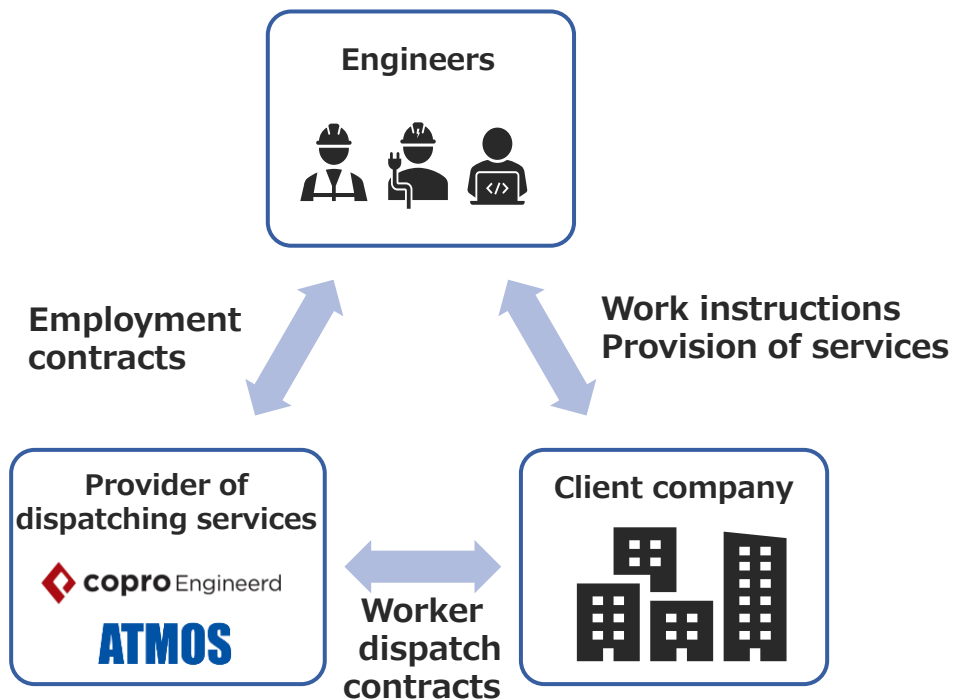 Engineers
</>
Employment
contracts
Work instructions
Provision of services
Provider of
dispatching services
copro Engineerd
ATMOS
Client company
Worker
dispatch
contracts